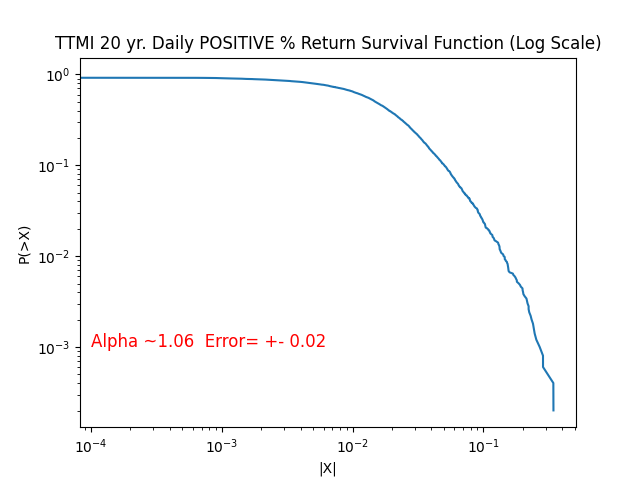 TTMI 20 yr. Daily POSITIVE % Return Survival Function (Log Scale)
10^0
10^-1
10^-2
10^-3
P(>X)
Alpha ~1.06  Error= +- 0.02
10^-4 10^-3 10^-2 10^-1
|X|